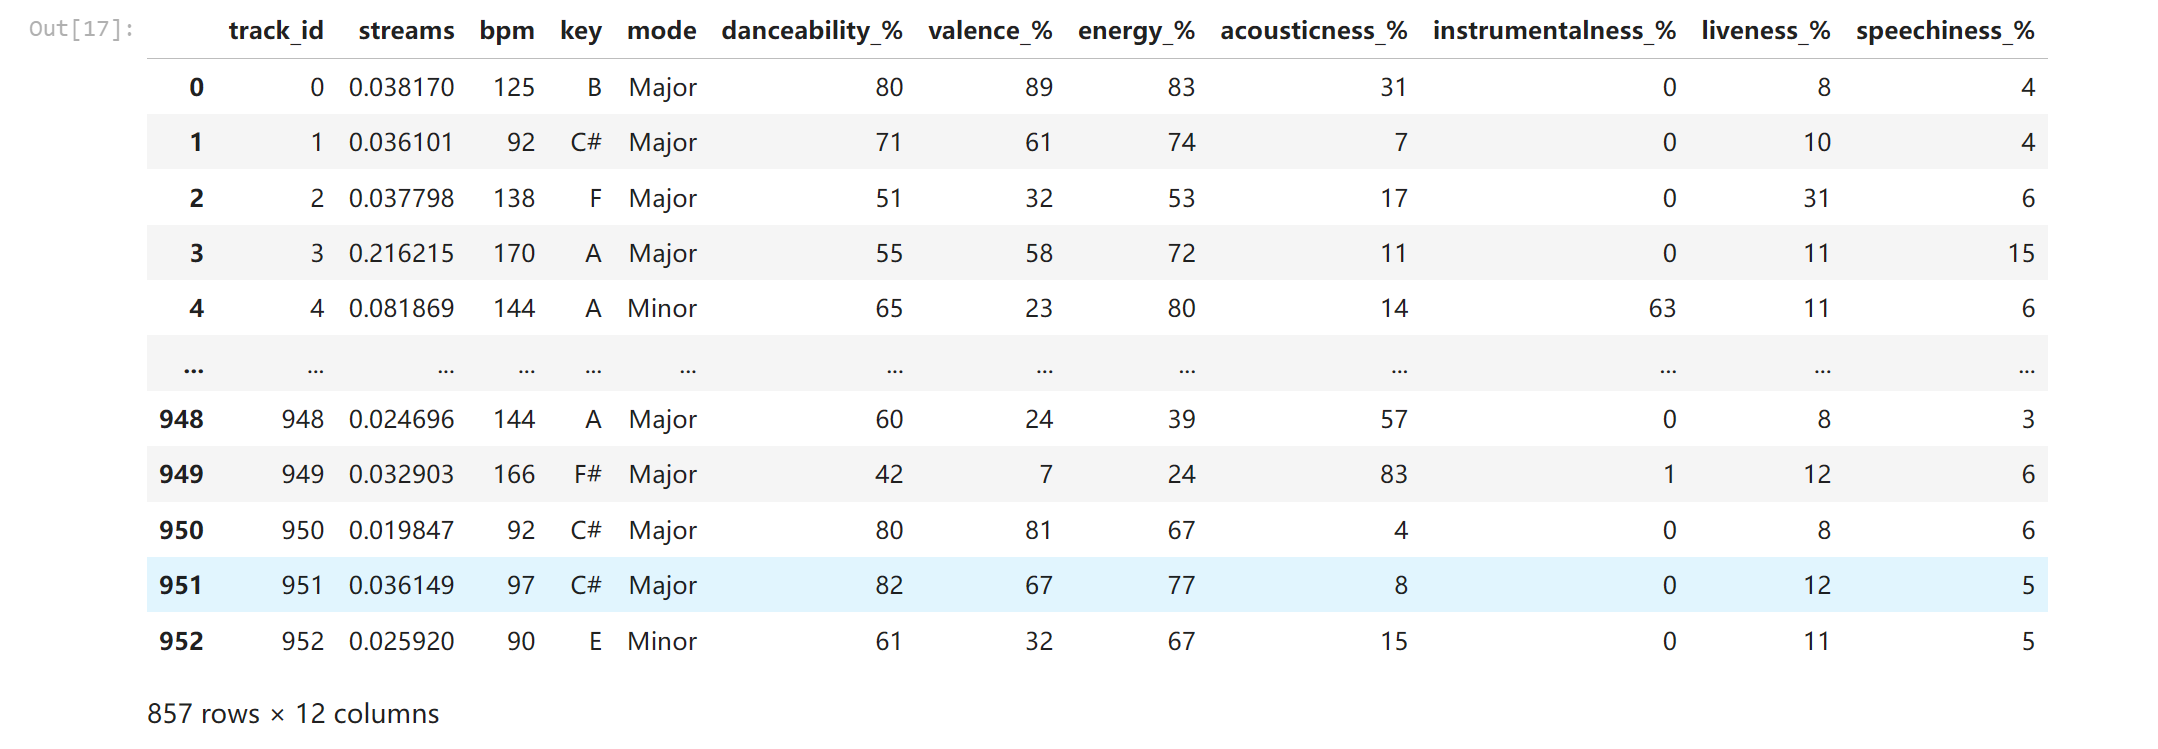 Out[17]: track_id streams bpm key mode danceability_% valence_% energy_% acousticness_% instrumentalness_% liveness_% speechiness_%
0 0 0.038170 125 B Major 80 89 83 31 0 8 4
1 1 0.036101 92 C# Major 71 61 74 7 0 10 4
2 2 0.037798 138 F Major 51 32 53 17 0 31 6
3 3 0.216215 170 A Major 55 58 72 11 0 11 15
4 4 0.081869 144 A Minor 65 23 80 14 63 11 6
... ... ... ... ... ... ... ... ... ... ... ... ...
948 948 0.024696 144 A Major 60 24 39 57 0 8 3
949 949 0.032903 166 F# Major 42 7 24 83 1 12 6
950 950 0.019847 92 C# Major 80 81 67 4 0 8 6
951 951 0.036149 97 C# Major 82 67 77 8 0 12 5
952 952 0.025920 90 E Minor 61 32 67 15 0 11 5
857 rows × 12 columns